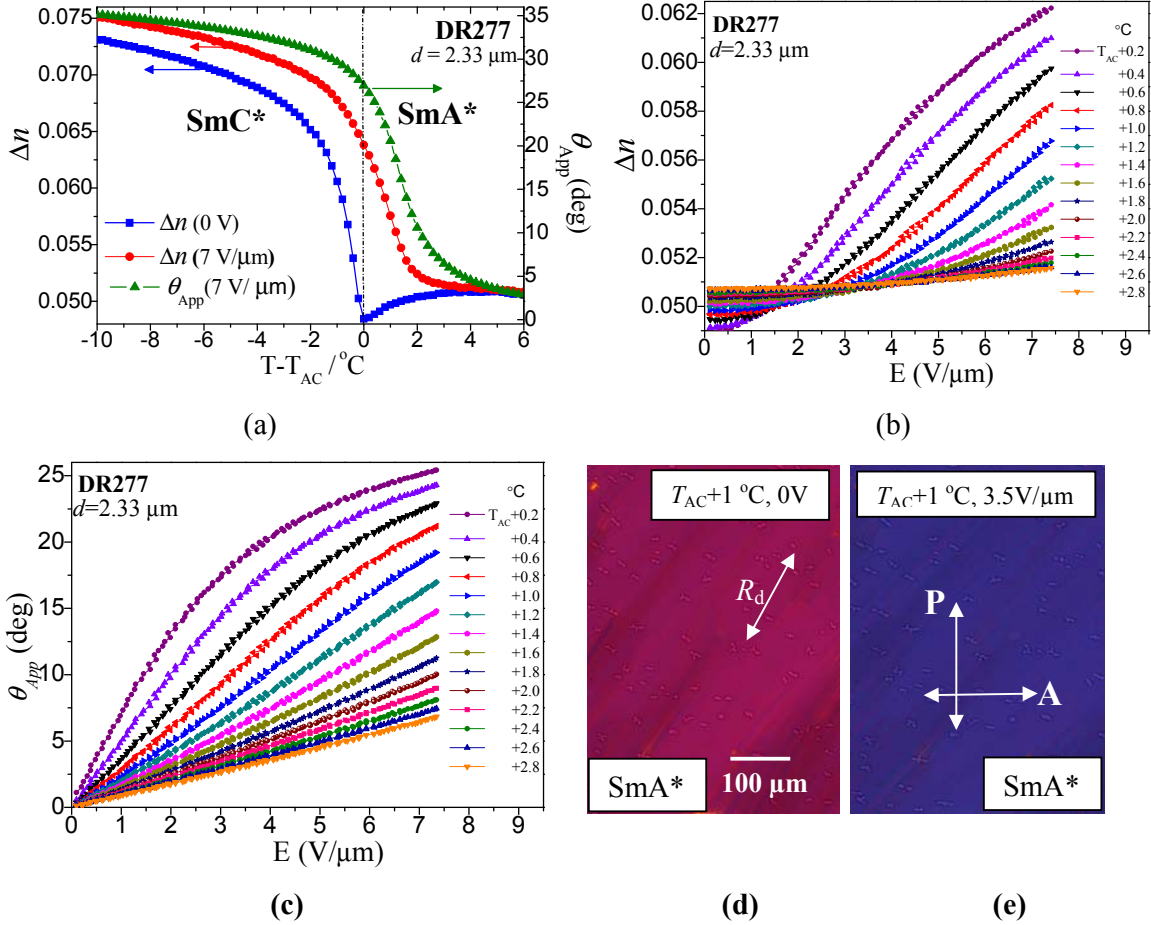 DR277
d = 2.33 µm
SmC*
SmA*
Δn (0 V)
Δn (7 V/µm)
θApp (7 V/ µm)
0.075
0.070
0.065
0.060
0.055
0.050
Δn
35
30
25
20
15
10
5
0
θApp (deg)
-10 -8 -6 -4 -2 0 2 4 6
T-TAC / °C
(a)
DR277
d=2.33 µm
°C
TAC+0.2
+0.4
+0.6
+0.8
+1.0
+1.2
+1.4
+1.6
+1.8
+2.0
+2.2
+2.4
+2.6
+2.8
0.062
0.060
0.058
0.056
0.054
0.052
0.050
Δn
0 1 2 3 4 5 6 7 8 9
E (V/µm)
(b)
DR277
d=2.33 µm
°C
TAC+0.2
+0.4
+0.6
+0.8
+1.0
+1.2
+1.4
+1.6
+1.8
+2.0
+2.2
+2.4
+2.6
+2.8
25
20
15
10
5
0
θApp (deg)
0 1 2 3 4 5 6 7 8 9
E (V/µm)
(c)
TAC+1 °C, 0V
Rd
100 µm
SmA*
(d)
TAC+1 °C, 3.5V/µm
P
A
SmA*
(e)